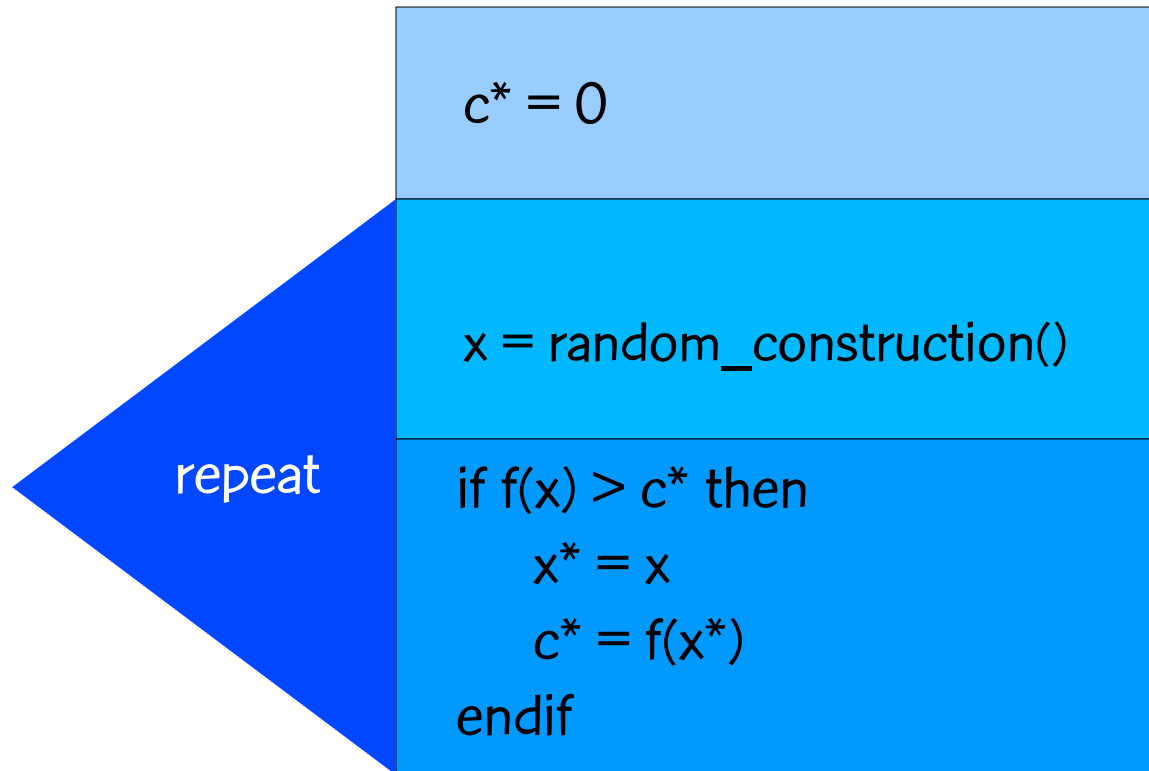 c* = 0
x = random_construction()
repeat
if f(x) > c* then
x* = x
c* = f(x*)
endif